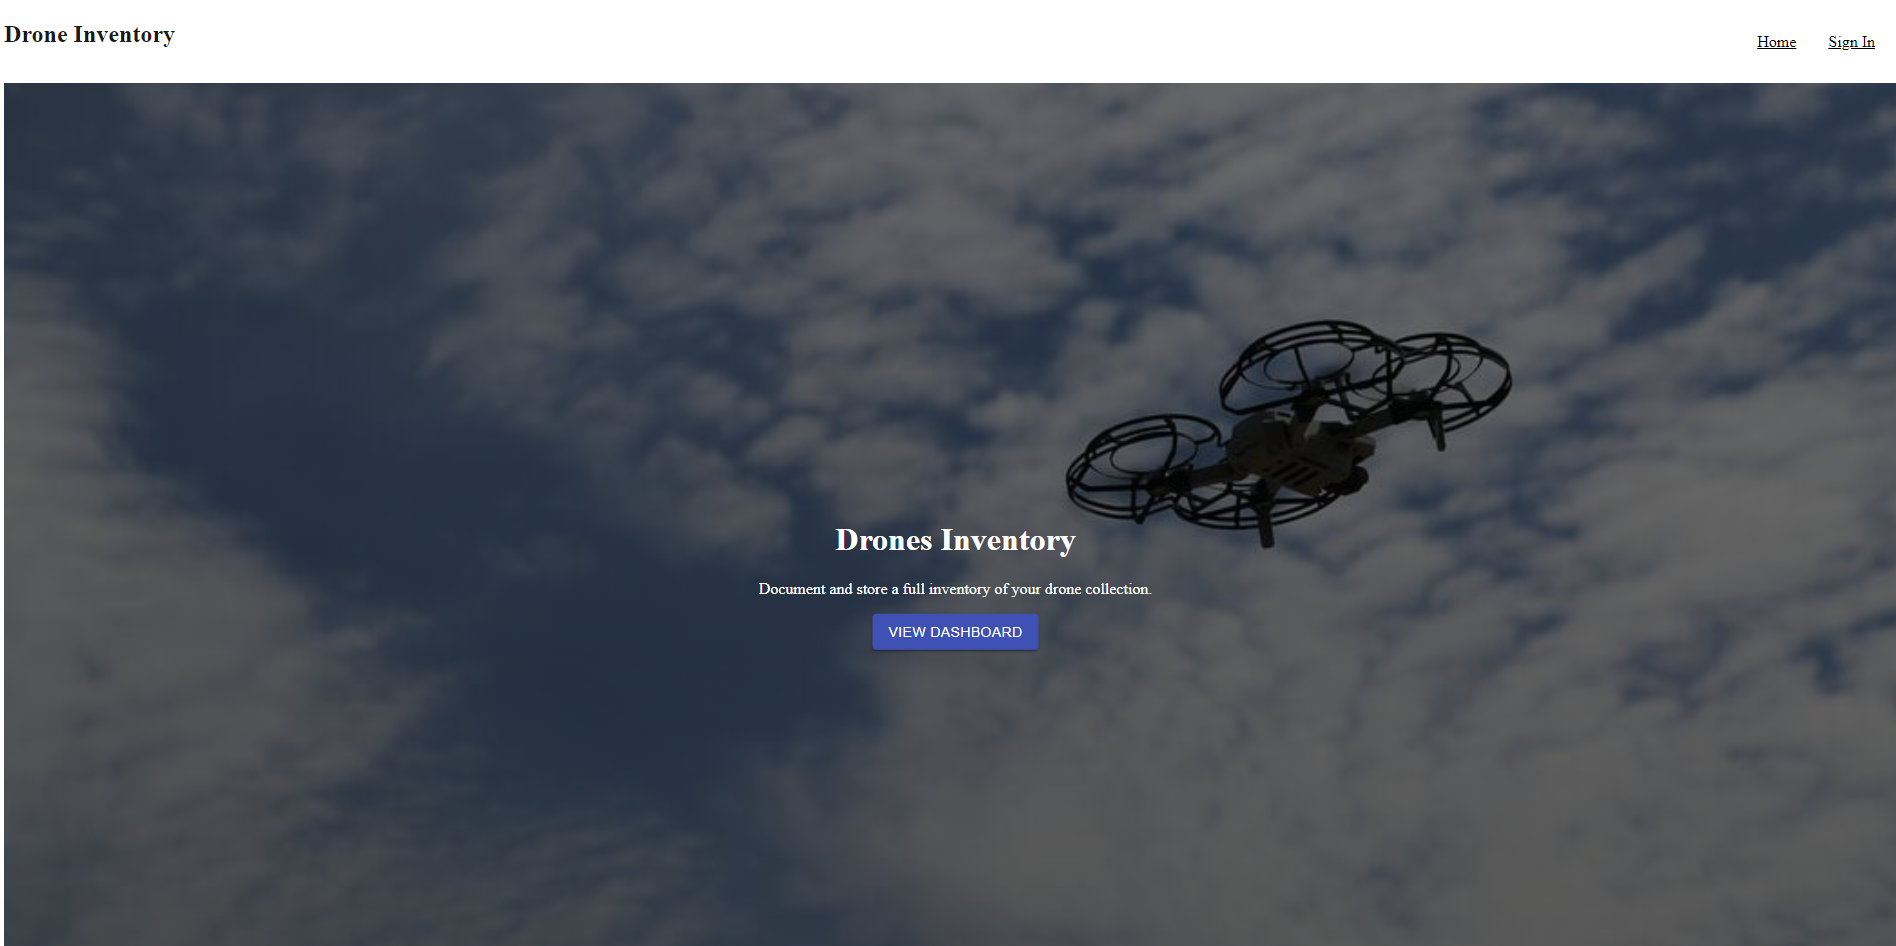 Drone Inventory
Home
Sign In
Drones Inventory
Document and store a full inventory of your drone collection.
VIEW DASHBOARD